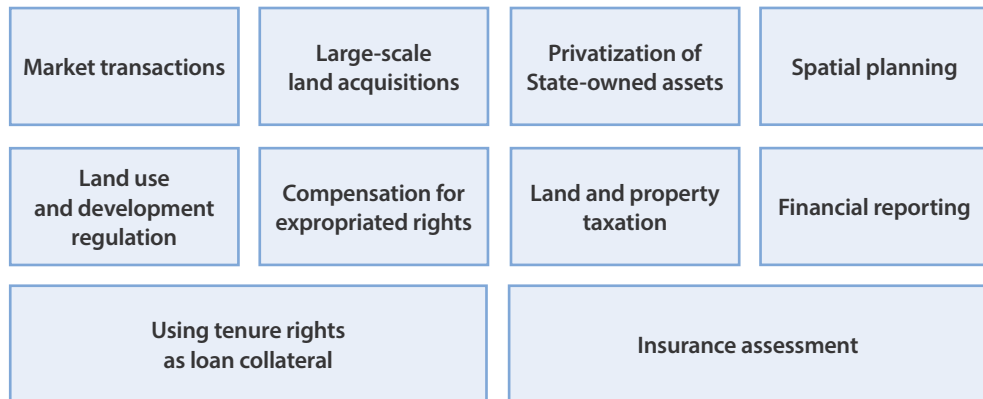 Market transactions
Large-scale
land acquisitions
Privatization of
State-owned assets
Spatial planning
Land use
and development
regulation
Compensation for
expropriated rights
Land and property
taxation
Financial reporting
Using tenure rights
as loan collateral
Insurance assessment